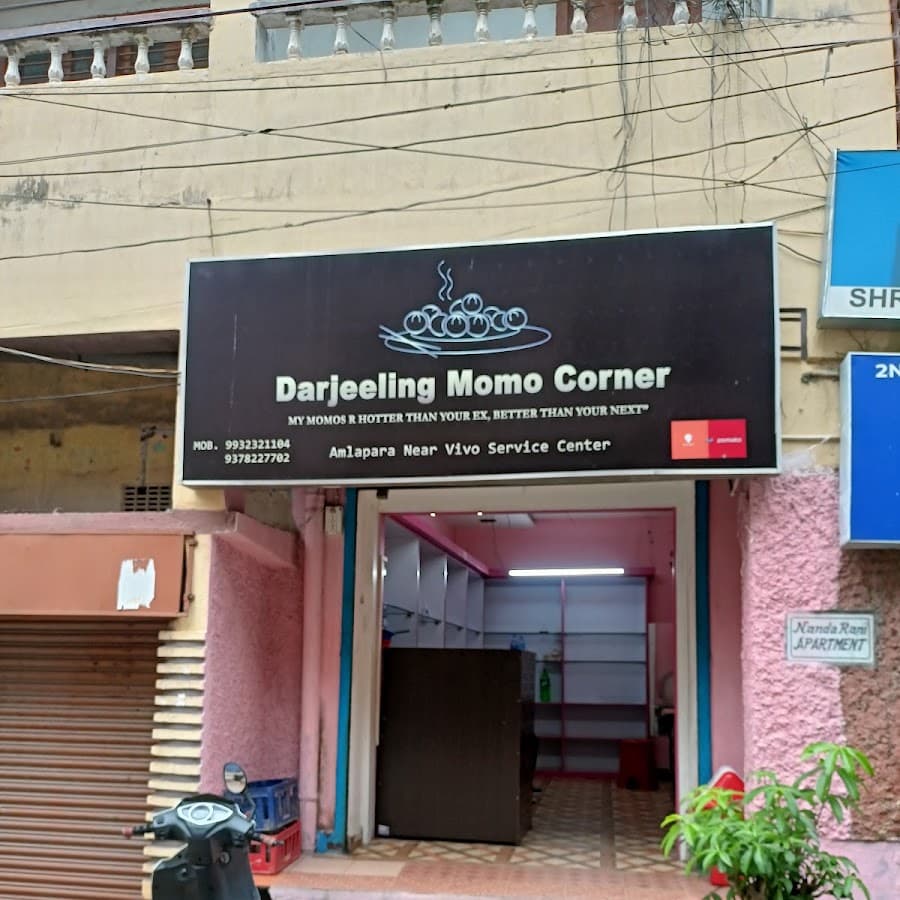 Darjeeling Momo Corner
MY MOMOS R HOTTER THAN YOUR EX, BETTER THAN YOUR NEXT"
MOB. 9932321104
9378227702
Amlapara Near Vivo Service Center
zomato
SHR
2N
Nanda Rani
APARTMENT